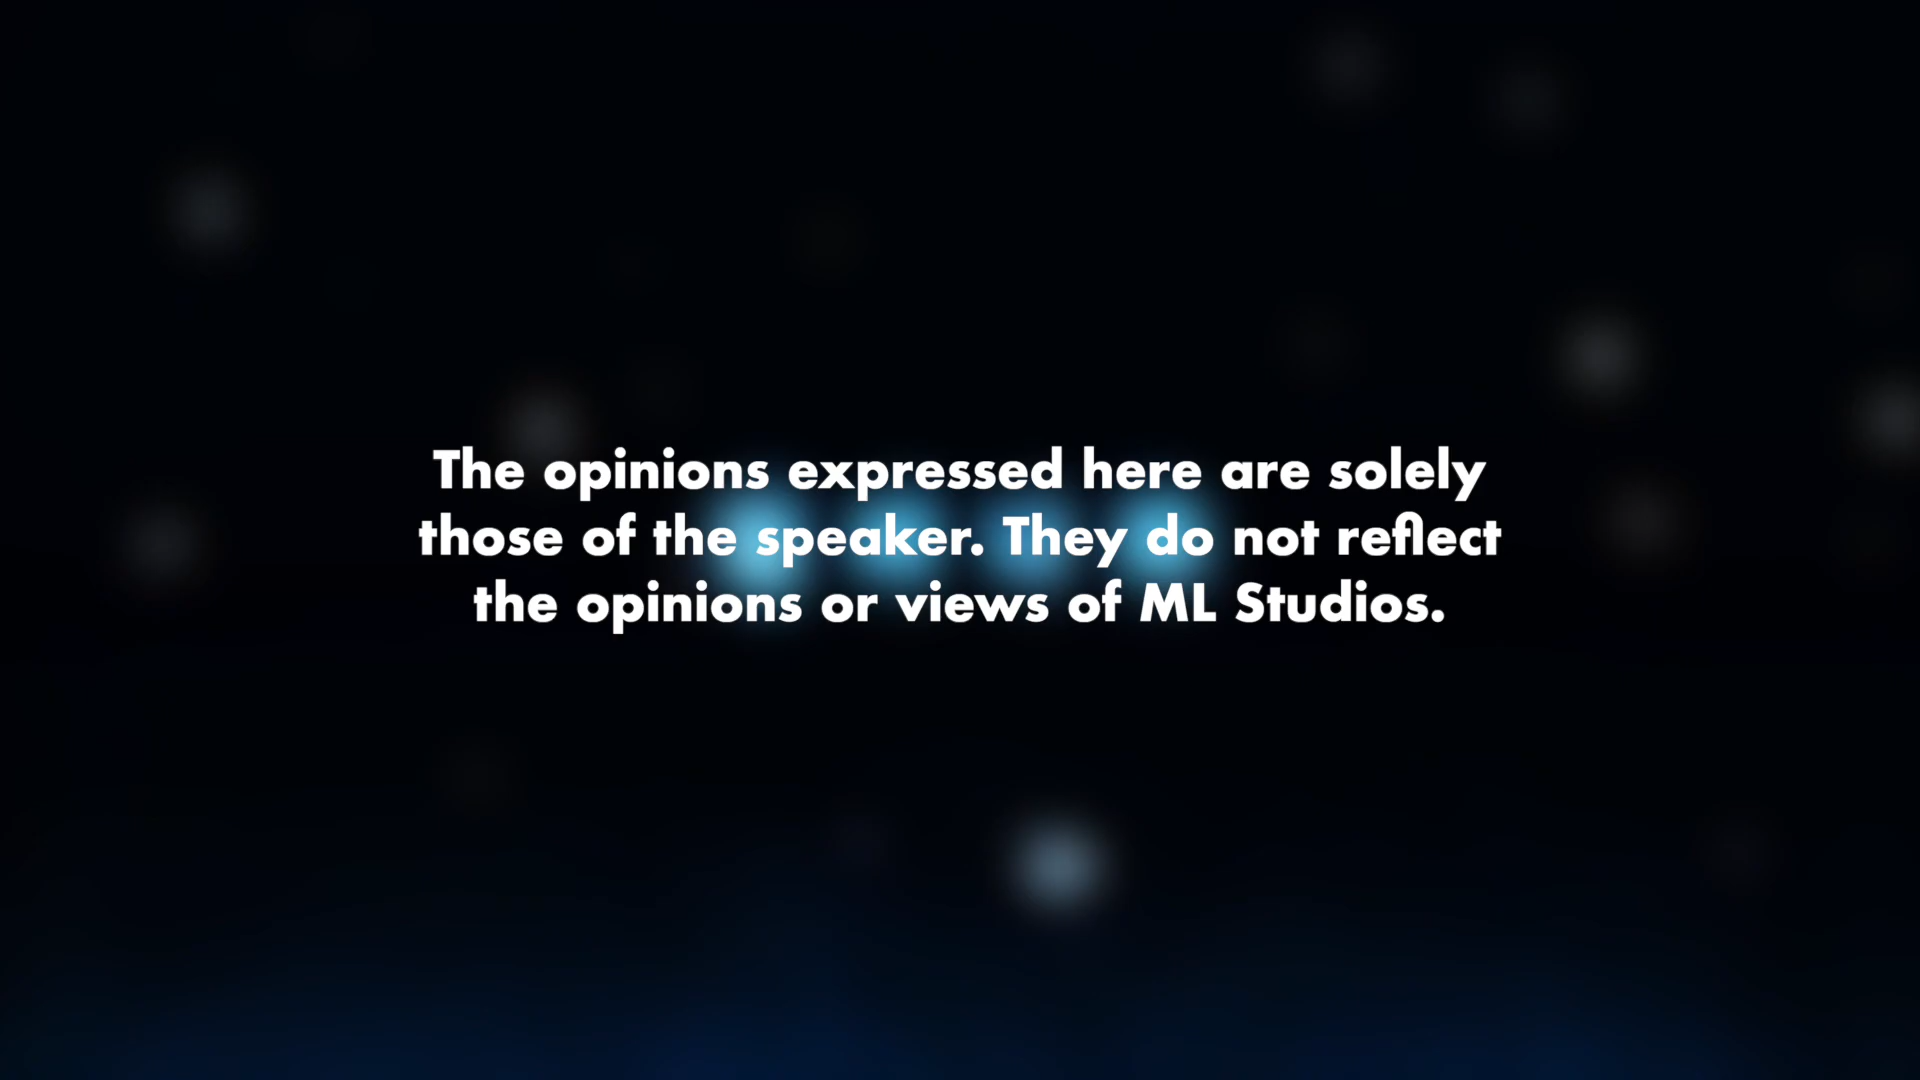 The opinions expressed here are solely
those of the speaker. They do not reflect
the opinions or views of ML Studios.